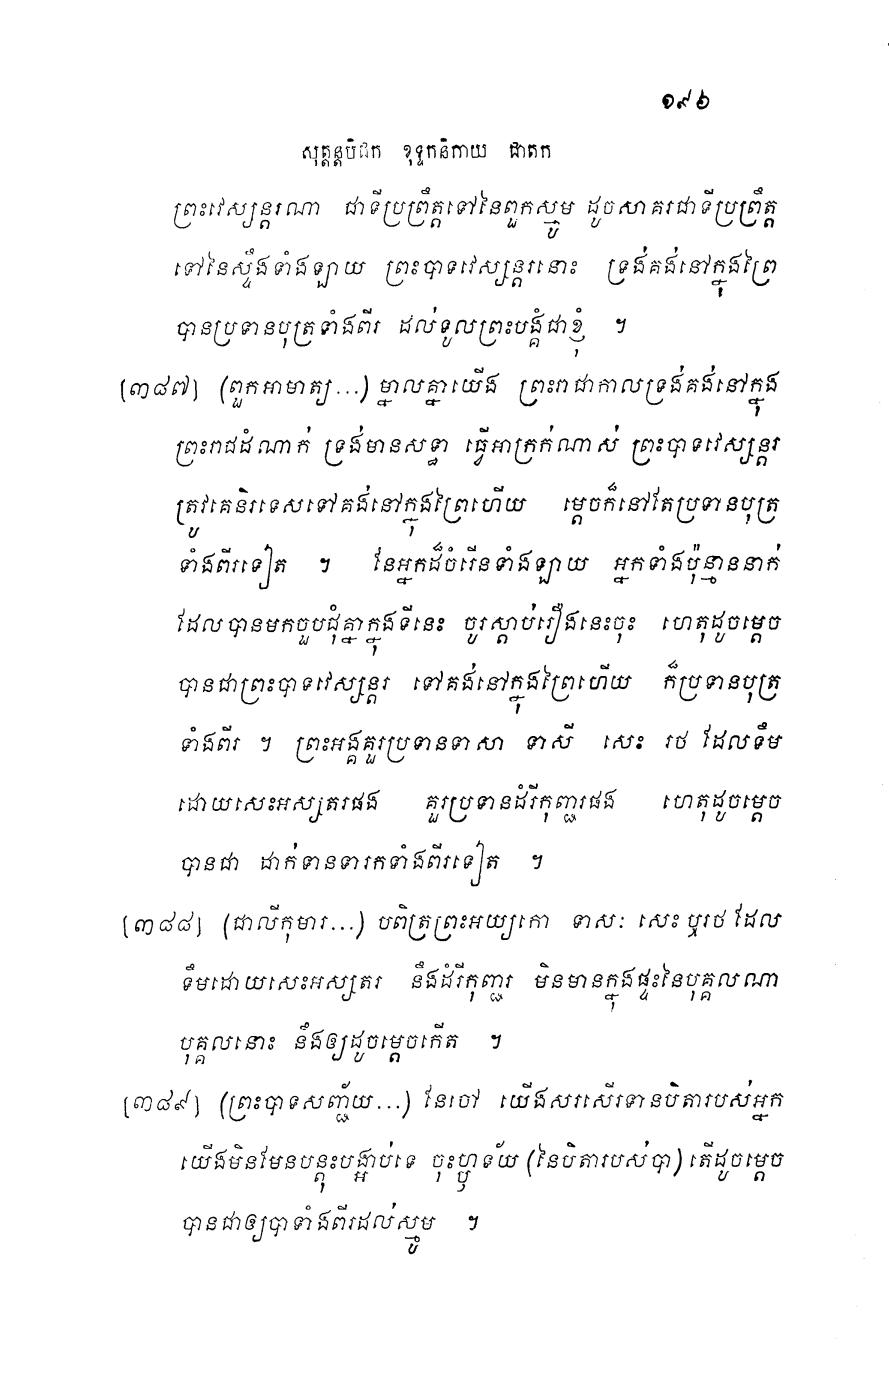 ១៩៦
សុត្តន្តបិដក ខុទ្ទកនិកាយ ជាតក
ព្រះវេស្សន្តរណា ជាទីប្រព្រឹត្តទៅនៃពួកស្មូម ដូចសាគរជាទីប្រព្រឹត្ត
ទៅនៃស្ទឹងទាំងឡាយ ព្រះបាទវេស្សន្តរនោះ ទ្រង់គង់នៅក្នុងព្រៃ
បានប្រទានបុត្រទាំងពីរ ដល់ទូលព្រះបង្គំជាខ្ញុំ ។
[៣៨៧] (ពួកអាមាត្យ...) ម្នាលគ្នាយើង ព្រះរាជាកាលទ្រង់គង់នៅក្នុង
ព្រះរាជដំណាក់ ទ្រង់មានសទ្ធា ធ្វើអាក្រក់ណាស់ ព្រះបាទវេស្សន្តរ
ត្រូវគេនិរទេសទៅគង់នៅក្នុងព្រៃហើយ ម្តេចក៏នៅតែប្រទានបុត្រ
ទាំងពីរទៀត ។ នែអ្នកដ៏ចំរើនទាំងឡាយ អ្នកទាំងប៉ុន្មាននាក់
ដែលបានមកចួបជុំគ្នាក្នុងទីនេះ ចូរស្តាប់រឿងនេះចុះ ហេតុដូចម្តេច
បានជាព្រះបាទវេស្សន្តរ ទៅគង់នៅក្នុងព្រៃហើយ ក៏ប្រទានបុត្រ
ទាំងពីរ ។ ព្រះអង្គគួរប្រទានទាសា ទាសី សេះ រថ ដែលទឹម
ដោយសេះអស្សតរផង គួរប្រទានដំរីកុញ្ជរផង ហេតុដូចម្តេច
បានជា ដាក់ទានទារកទាំងពីរទៀត ។
[៣៨៨] (ជាលីកុមារ...) បពិត្រព្រះអយ្យកោ ទាសៈ សេះ ឬរថ ដែល
ទឹមដោយសេះអស្សតរ នឹងដំរីកុញ្ជរ មិនមានក្នុងផ្ទះនៃបុគ្គលណា
បុគ្គលនោះ នឹងឲ្យដូចម្តេចកើត ។
[៣៨៩] (ព្រះបាទសញ្ជ័យ...) នែចៅ យើងសរសើរទានបិតារបស់អ្នក
យើងមិនមែនបន្តុះបង្អាប់ទេ ចុះហ្ឫទ័យ (នៃបិតារបស់បា) តើដូចម្តេច
បានជាឲ្យបាទាំងពីរដល់ស្មូម ។